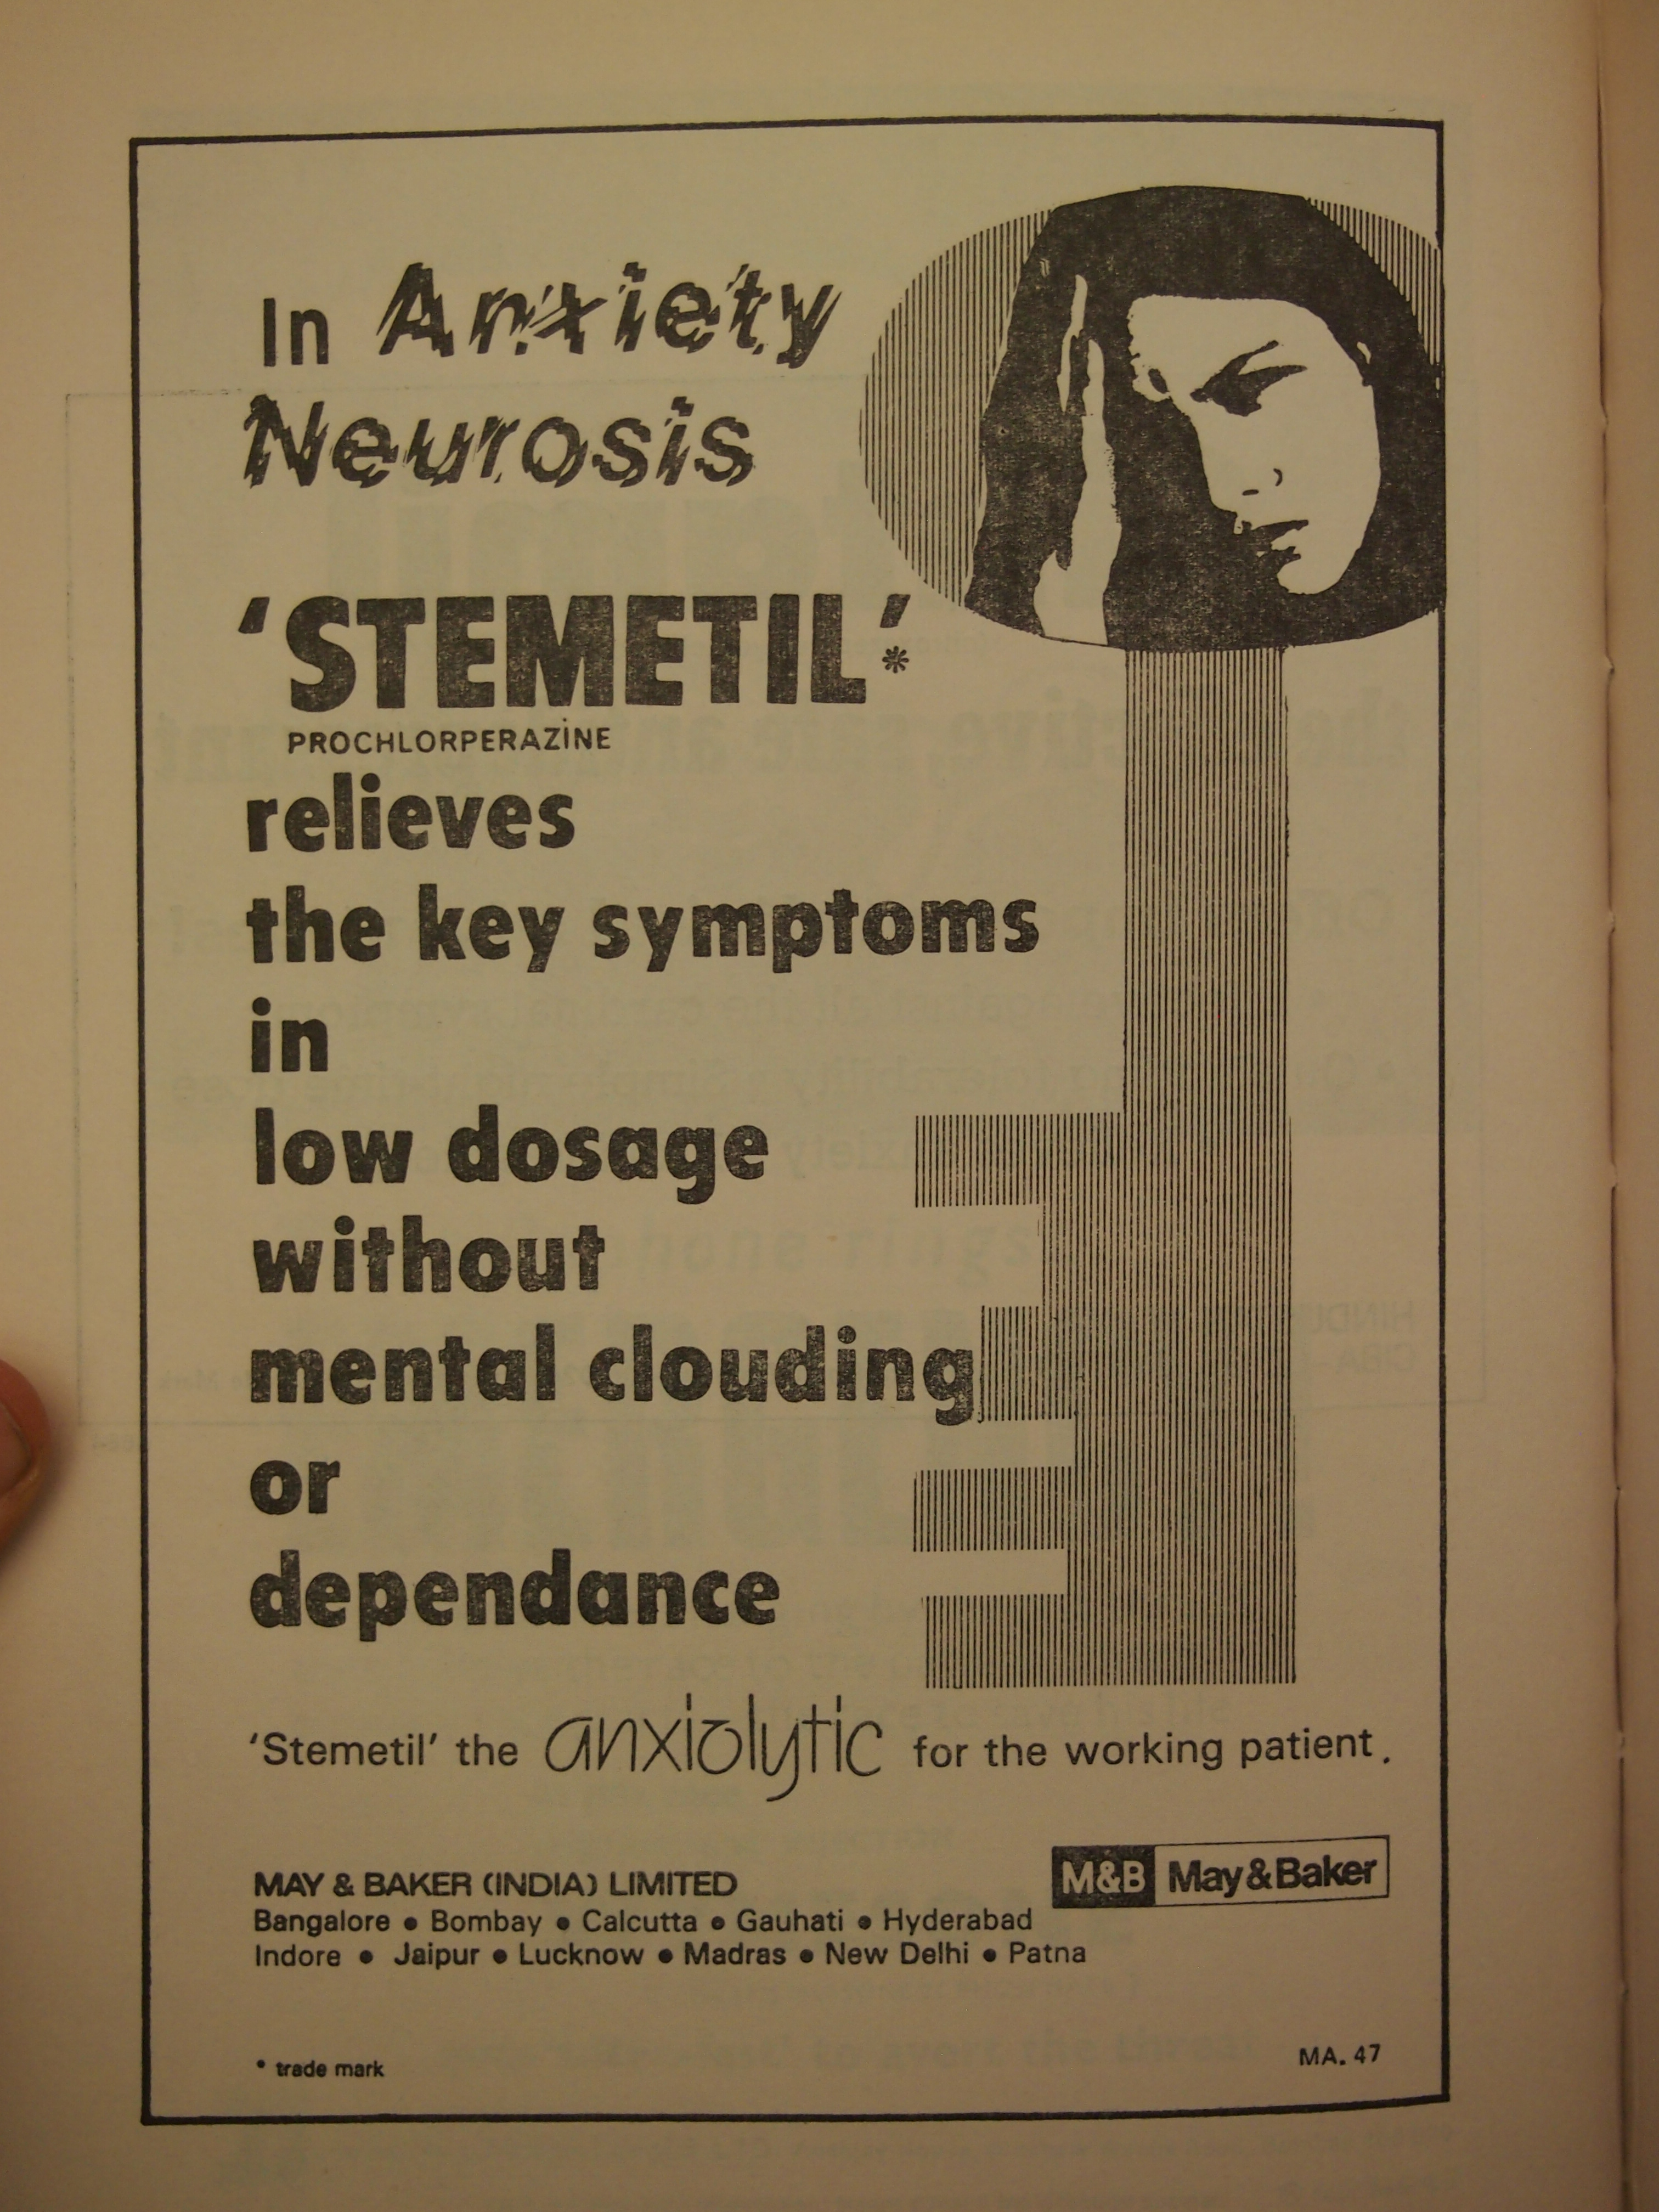 In Anxiety
Neurosis
'STEMETIL'*
PROCHLORPERAZINE
relieves
the key symptoms
in
low dosage
without
mental clouding
or
dependance
'Stemetil' the anxiolytic for the working patient.
M&B May&Baker
MAY & BAKER (INDIA) LIMITED
Bangalore • Bombay • Calcutta • Gauhati • Hyderabad
Indore • Jaipur • Lucknow • Madras • New Delhi • Patna
* trade mark
MA. 47